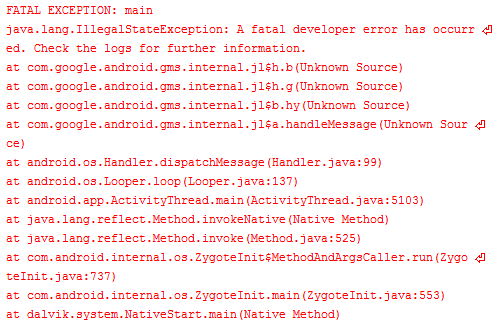 FATAL EXCEPTION: main
java.lang.IllegalStateException: A fatal developer error has occurr
ed. Check the logs for further information.
at com.google.android.gms.internal.jl$h.b(Unknown Source)
at com.google.android.gms.internal.jl$h.g(Unknown Source)
at com.google.android.gms.internal.jl$b.hy(Unknown Source)
at com.google.android.gms.internal.jl$a.handleMessage(Unknown Sour
ce)
at android.os.Handler.dispatchMessage(Handler.java:99)
at android.os.Looper.loop(Looper.java:137)
at android.app.ActivityThread.main(ActivityThread.java:5103)
at java.lang.reflect.Method.invokeNative(Native Method)
at java.lang.reflect.Method.invoke(Method.java:525)
at com.android.internal.os.ZygoteInit$MethodAndArgsCaller.run(Zygo
teInit.java:737)
at com.android.internal.os.ZygoteInit.main(ZygoteInit.java:553)
at dalvik.system.NativeStart.main(Native Method)